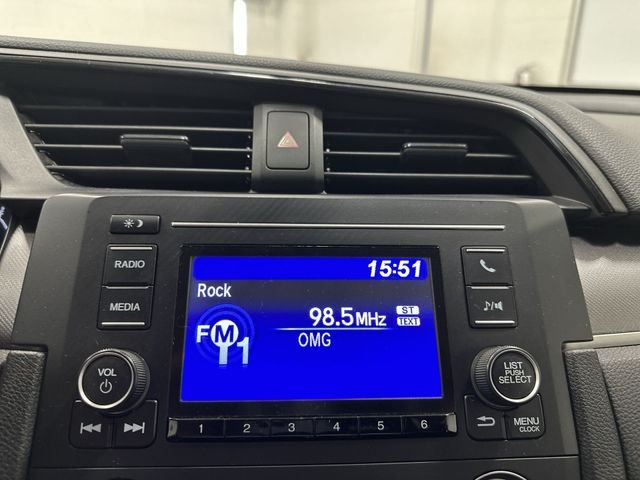 15:51
Rock
98.5MHz
ST
TEXT
FM
11
OMG
RADIO
MEDIA
VOL
LIST
PUSH
SELECT
MENU
CLOCK
1 2 3 4 5 6